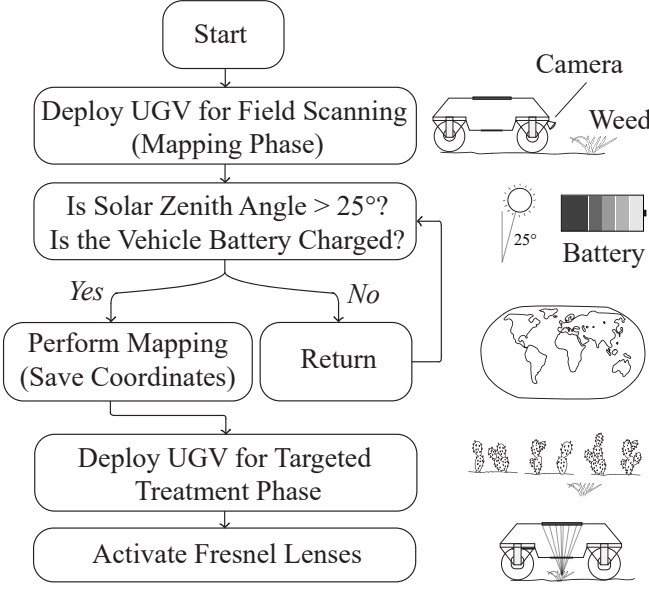 Start
Deploy UGV for Field Scanning
(Mapping Phase)
Camera
Weed
Is Solar Zenith Angle > 25°?
Is the Vehicle Battery Charged?
25°
Battery
Yes
No
Perform Mapping
(Save Coordinates)
Return
Deploy UGV for Targeted
Treatment Phase
Activate Fresnel Lenses